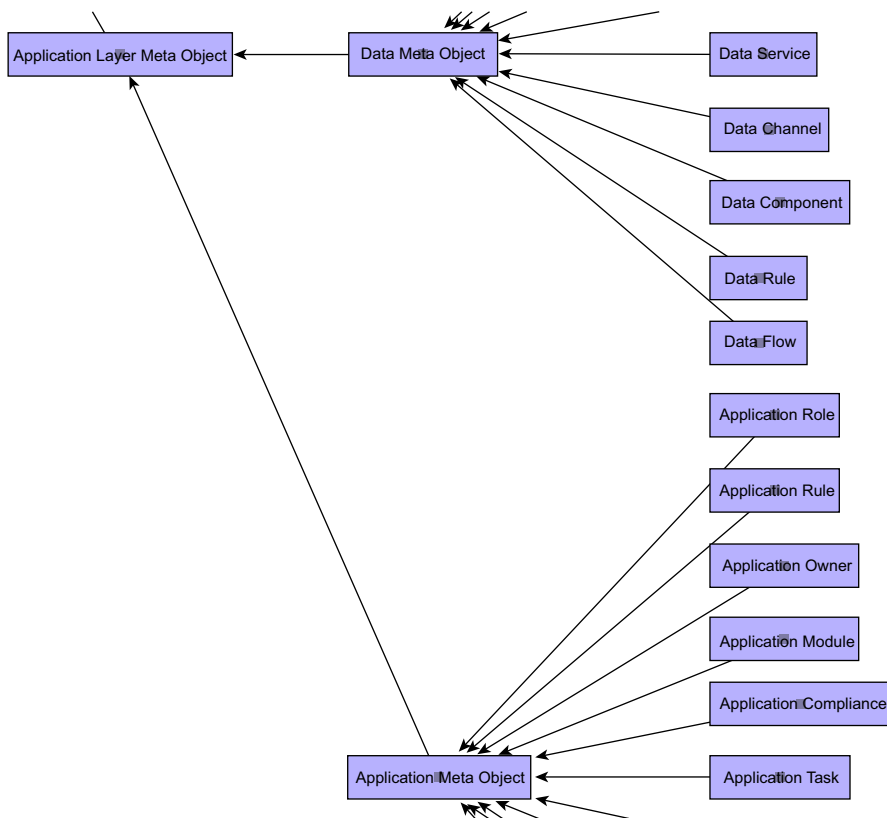 Application Layer Meta Object
Data Meta Object
Data Service
Data Channel
Data Component
Data Rule
Data Flow
Application Role
Application Rule
Application Owner
Application Module
Application Compliance
Application Meta Object
Application Task